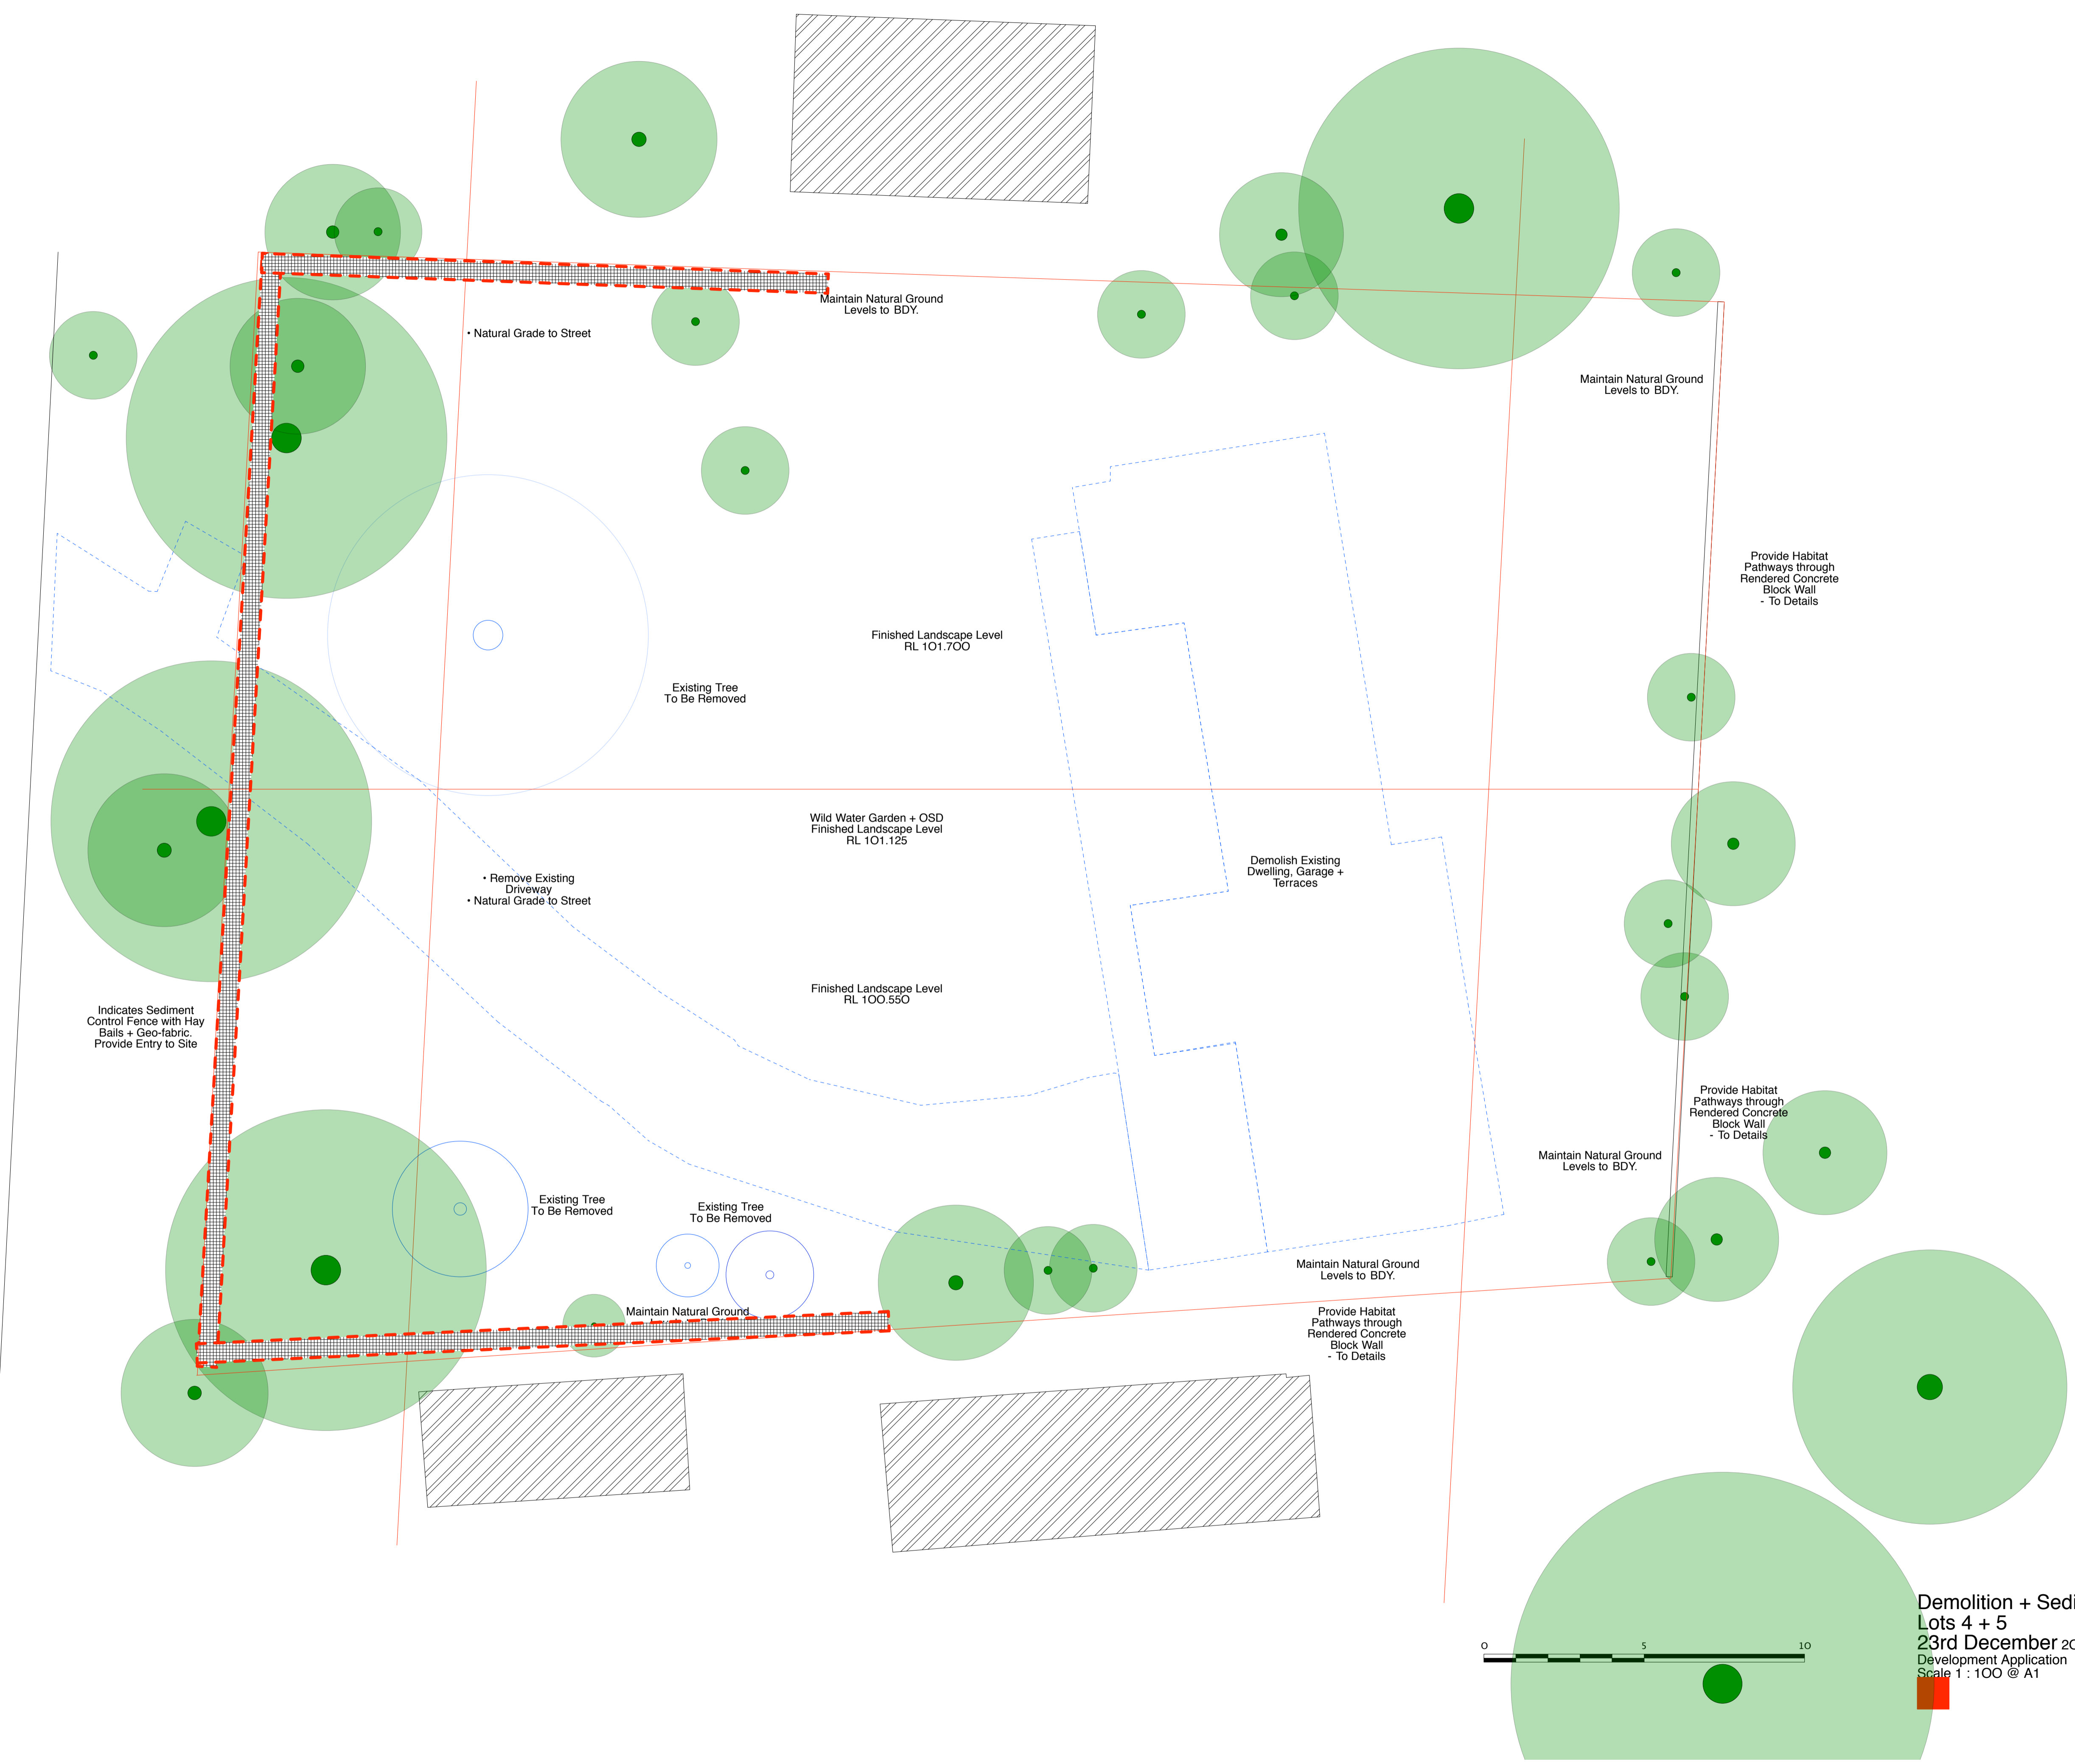 Maintain Natural Ground
Levels to BDY.
• Natural Grade to Street
Maintain Natural Ground
Levels to BDY.
Provide Habitat
Pathways through
Rendered Concrete
Block Wall
- To Details
Finished Landscape Level
RL 101.700
Existing Tree
To Be Removed
Wild Water Garden + OSD
Finished Landscape Level
RL 101.125
Demolish Existing
Dwelling, Garage +
Terraces
• Remove Existing
Driveway
• Natural Grade to Street
Finished Landscape Level
RL 100.550
Indicates Sediment
Control Fence with Hay
Bails + Geo-fabric.
Provide Entry to Site
Provide Habitat
Pathways through
Rendered Concrete
Block Wall
- To Details
Maintain Natural Ground
Levels to BDY.
Existing Tree
To Be Removed
Existing Tree
To Be Removed
Maintain Natural Ground
Levels to BDY.
Maintain Natural Ground
Provide Habitat
Pathways through
Rendered Concrete
Block Wall
- To Details
0 5 10
Demolition + Sedi
Lots 4 + 5
23rd December 20
Development Application
Scale 1 : 100 @ A1